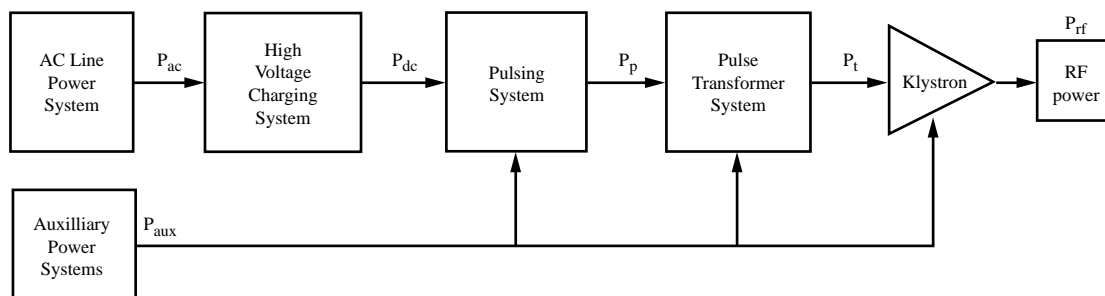 AC Line
Power
System
P_ac
High
Voltage
Charging
System
P_dc
Pulsing
System
P_p
Pulse
Transformer
System
P_t
Klystron
P_rf
RF
power
Auxilliary
Power
Systems
P_aux